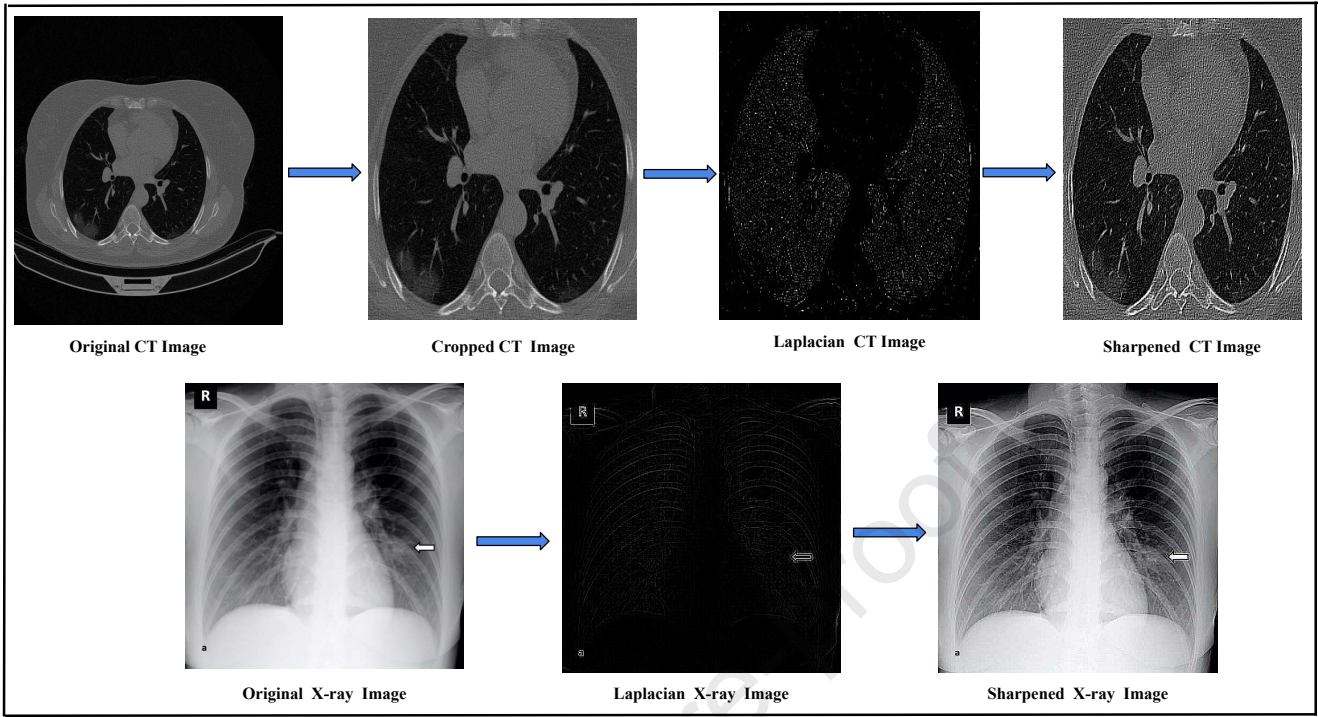 Original CT Image
Cropped CT Image
Laplacian CT Image
Sharpened CT Image
R
R
R
a
a
a
Original X-ray Image
Laplacian X-ray Image
Sharpened X-ray Image